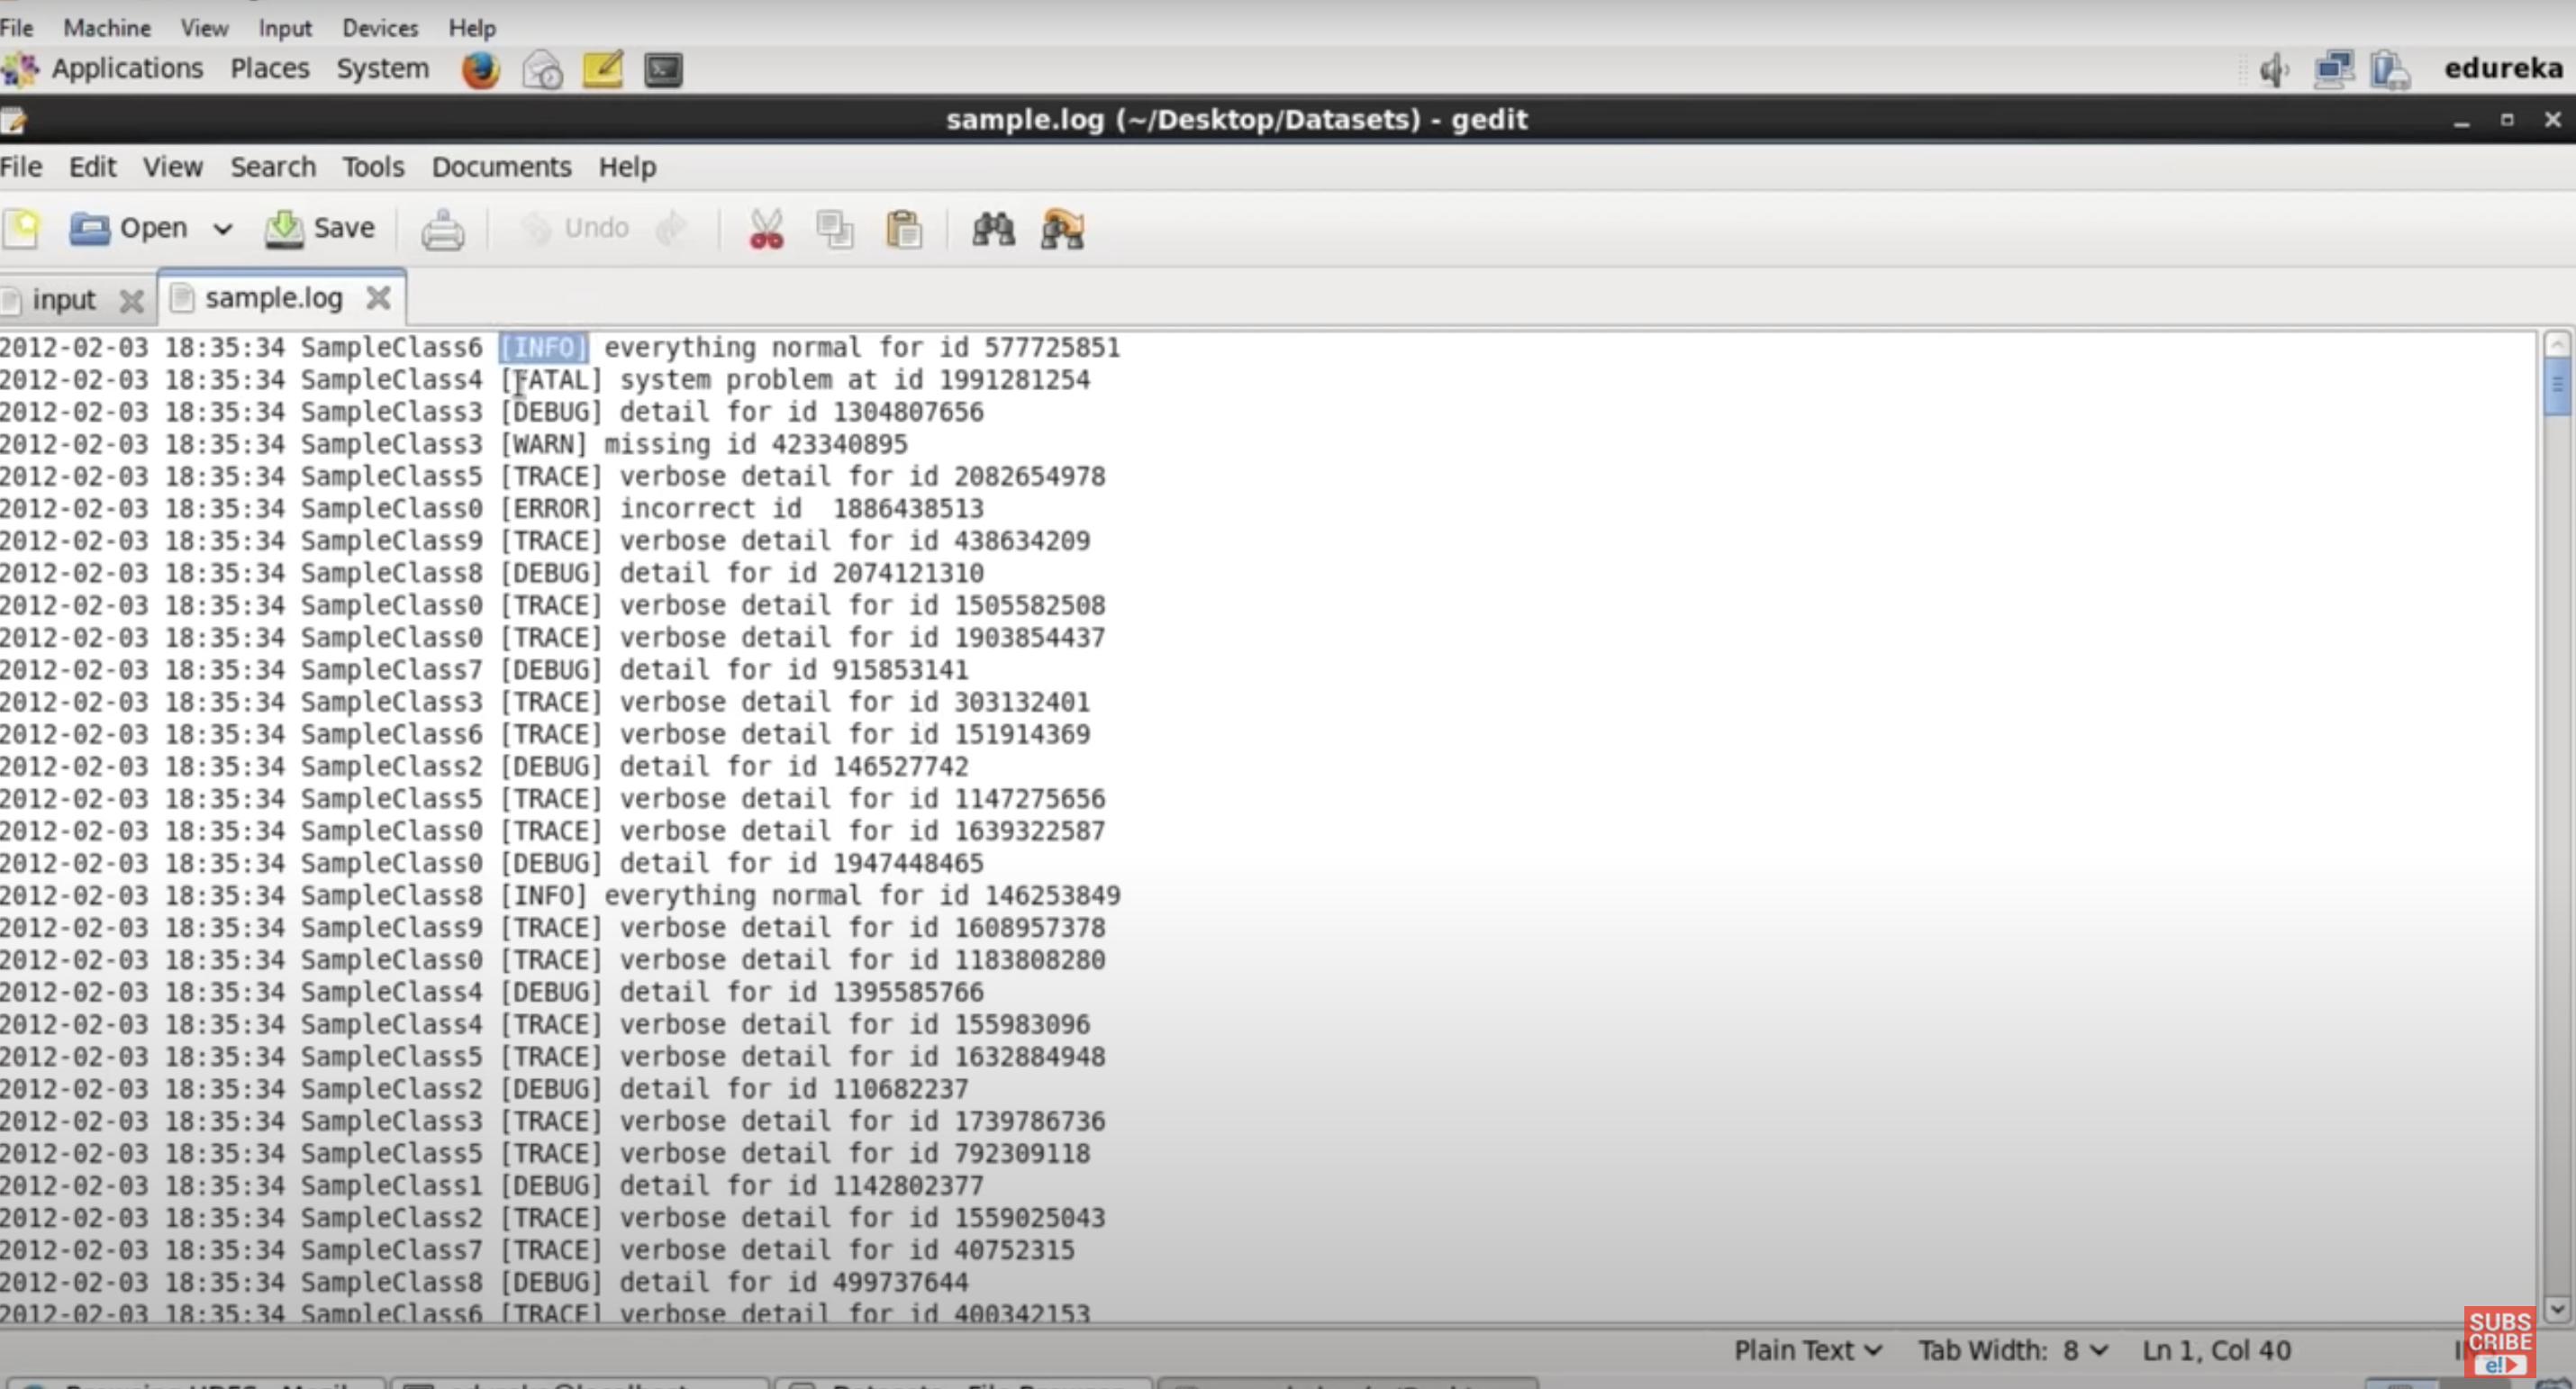 File Machine View Input Devices Help
Applications Places System edureka
sample.log (~/Desktop/Datasets) - gedit
File Edit View Search Tools Documents Help
Open Save Undo
input sample.log
2012-02-03 18:35:34 SampleClass6 [INFO] everything normal for id 577725851
2012-02-03 18:35:34 SampleClass4 [FATAL] system problem at id 1991281254
2012-02-03 18:35:34 SampleClass3 [DEBUG] detail for id 1304807656
2012-02-03 18:35:34 SampleClass3 [WARN] missing id 423340895
2012-02-03 18:35:34 SampleClass5 [TRACE] verbose detail for id 2082654978
2012-02-03 18:35:34 SampleClass0 [ERROR] incorrect id  1886438513
2012-02-03 18:35:34 SampleClass9 [TRACE] verbose detail for id 438634209
2012-02-03 18:35:34 SampleClass8 [DEBUG] detail for id 2074121310
2012-02-03 18:35:34 SampleClass0 [TRACE] verbose detail for id 1505582508
2012-02-03 18:35:34 SampleClass0 [TRACE] verbose detail for id 1903854437
2012-02-03 18:35:34 SampleClass7 [DEBUG] detail for id 915853141
2012-02-03 18:35:34 SampleClass3 [TRACE] verbose detail for id 303132401
2012-02-03 18:35:34 SampleClass6 [TRACE] verbose detail for id 151914369
2012-02-03 18:35:34 SampleClass2 [DEBUG] detail for id 146527742
2012-02-03 18:35:34 SampleClass5 [TRACE] verbose detail for id 1147275656
2012-02-03 18:35:34 SampleClass0 [TRACE] verbose detail for id 1639322587
2012-02-03 18:35:34 SampleClass0 [DEBUG] detail for id 1947448465
2012-02-03 18:35:34 SampleClass8 [INFO] everything normal for id 146253849
2012-02-03 18:35:34 SampleClass9 [TRACE] verbose detail for id 1608957378
2012-02-03 18:35:34 SampleClass0 [TRACE] verbose detail for id 1183808280
2012-02-03 18:35:34 SampleClass4 [DEBUG] detail for id 1395585766
2012-02-03 18:35:34 SampleClass4 [TRACE] verbose detail for id 155983096
2012-02-03 18:35:34 SampleClass5 [TRACE] verbose detail for id 1632884948
2012-02-03 18:35:34 SampleClass2 [DEBUG] detail for id 110682237
2012-02-03 18:35:34 SampleClass3 [TRACE] verbose detail for id 1739786736
2012-02-03 18:35:34 SampleClass5 [TRACE] verbose detail for id 792309118
2012-02-03 18:35:34 SampleClass1 [DEBUG] detail for id 1142802377
2012-02-03 18:35:34 SampleClass2 [TRACE] verbose detail for id 1559025043
2012-02-03 18:35:34 SampleClass7 [TRACE] verbose detail for id 40752315
2012-02-03 18:35:34 SampleClass8 [DEBUG] detail for id 499737644
2012-02-03 18:35:34 SampleClass6 [TRACE] verbose detail for id 400342153
Plain Text Tab Width: 8 Ln 1, Col 40
SUBS
CRIBE
e!